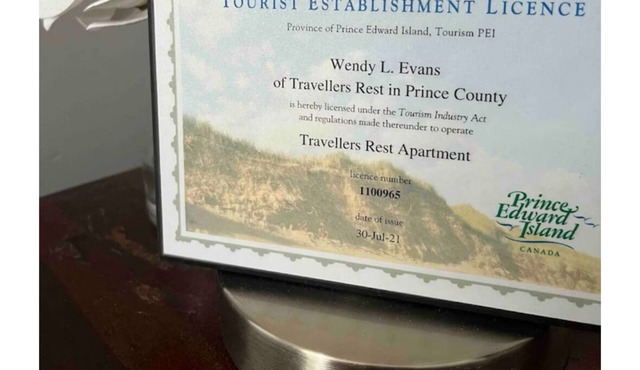 TOURIST ESTABLISHMENT LICENCE
Province of Prince Edward Island, Tourism PEI
Wendy L. Evans
of Travellers Rest in Prince County
is hereby licensed under the Tourism Industry Act
and regulations made thereunder to operate
Travellers Rest Apartment
licence number
1100965
date of issue
30-Jul-21
Prince
Edward
Island
CANADA